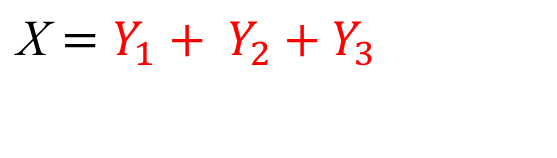 X = Y₁ + Y₂ + Y₃